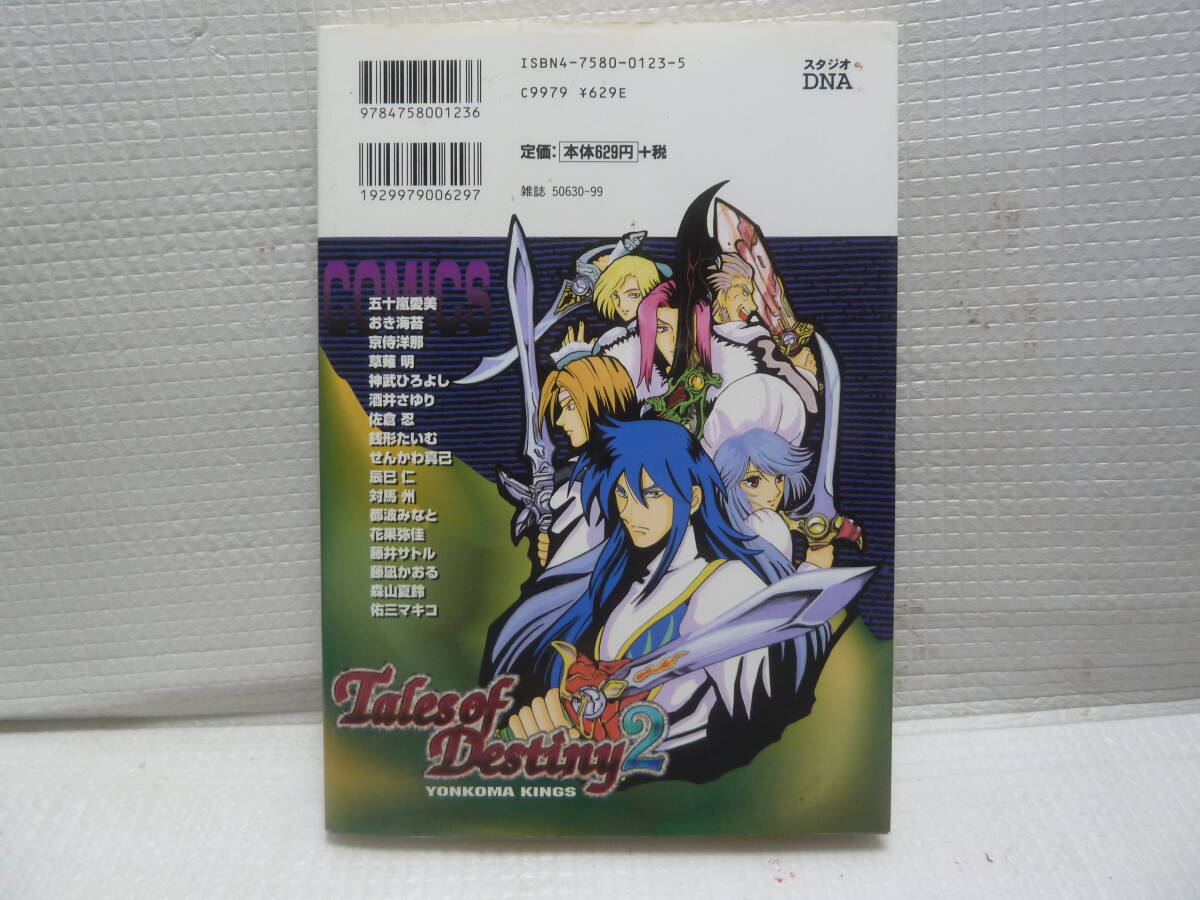 ISBN4-7580-0123-5
C9979 ¥629E
9784758001236
スタジオ
DNA
定価：本体629円+税
1929979006297
雑誌 50630-99
COMICS
五十嵐愛美
おき海苔
京侍洋那
草薙 明
神武ひろよし
酒井さゆり
佐倉 忍
銭形たいむ
せんかわ真己
辰巳 仁
対馬 州
都波みなと
花果弥佳
藤井サトル
藤凪かおる
森山夏鈴
佑三マキコ
Tales of
Destiny 2
YONKOMA KINGS